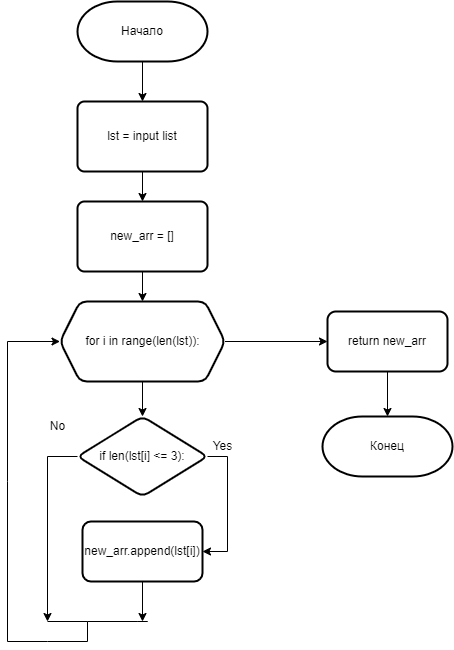 Начало
lst = input list
new_arr = []
for i in range(len(lst)):
return new_arr
No
if len(lst[i] <= 3):
Yes
Конец
new_arr.append(lst[i])